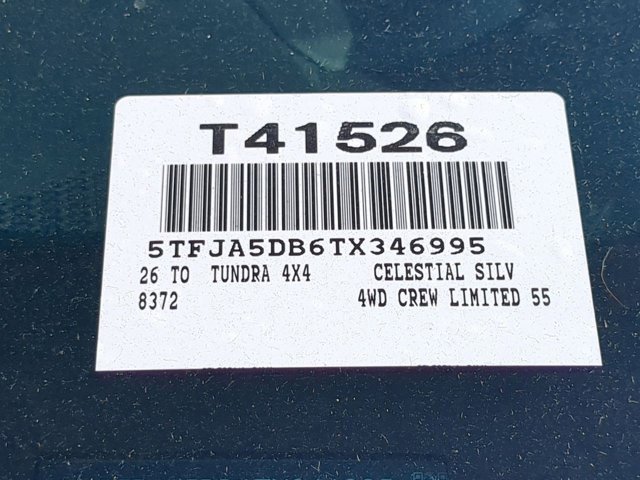 T41526
5TFJA5DB6TX346995
26 TO TUNDRA 4X4 CELESTIAL SILV
8372 4WD CREW LIMITED 55